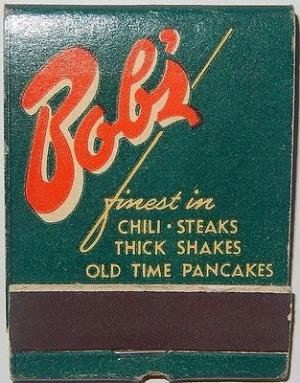 Bob's
finest in
CHILI · STEAKS
THICK SHAKES
OLD TIME PANCAKES